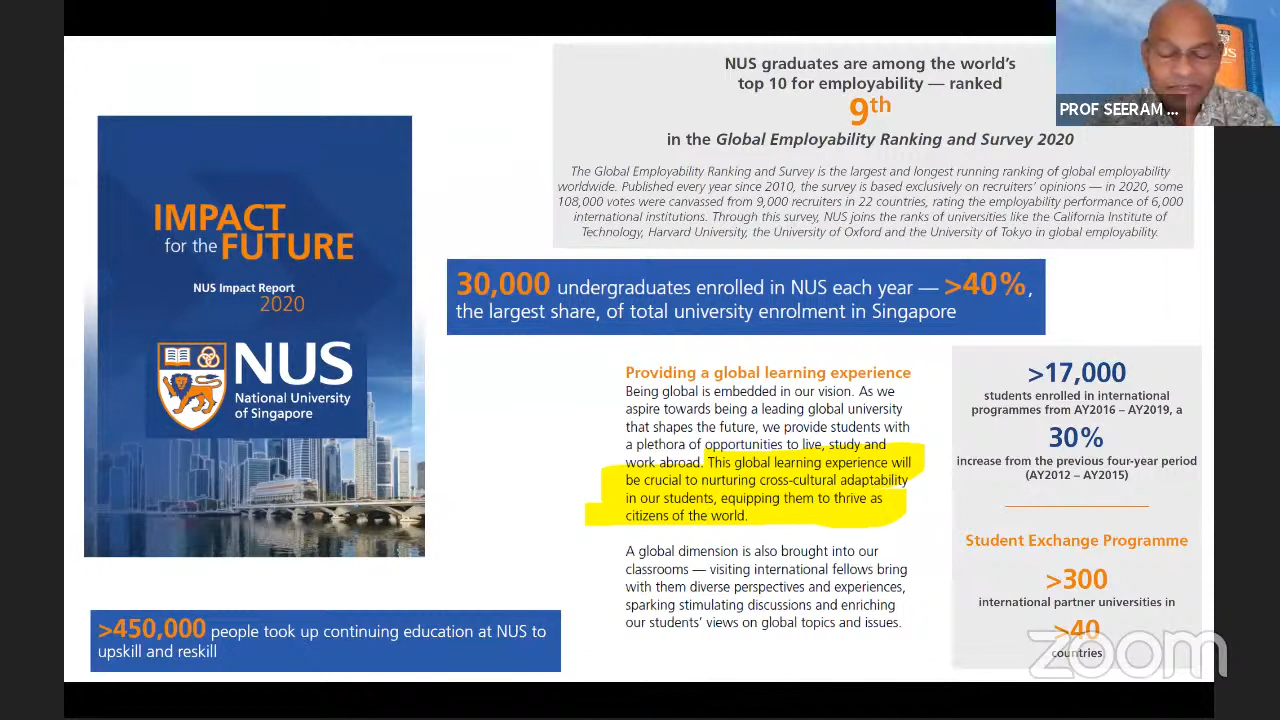 NUS graduates are among the world's
top 10 for employability — ranked
9th
in the Global Employability Ranking and Survey 2020
The Global Employability Ranking and Survey is the largest and longest running ranking of global employability
worldwide. Published every year since 2010, the survey is based exclusively on recruiters' opinions — in 2020, some
108,000 votes were canvassed from 9,000 recruiters in 22 countries, rating the employability performance of 6,000
international institutions. Through this survey, NUS joins the ranks of universities like the California Institute of
Technology, Harvard University, the University of Oxford and the University of Tokyo in global employability.
US
PROF SEERAM ...
IMPACT
for the FUTURE
NUS Impact Report
2020
NUS
National University
of Singapore
30,000 undergraduates enrolled in NUS each year — >40%,
the largest share, of total university enrolment in Singapore
Providing a global learning experience
Being global is embedded in our vision. As we
aspire towards being a leading global university
that shapes the future, we provide students with
a plethora of opportunities to live, study and
work abroad. This global learning experience will
be crucial to nurturing cross-cultural adaptability
in our students, equipping them to thrive as
citizens of the world.
A global dimension is also brought into our
classrooms — visiting international fellows bring
with them diverse perspectives and experiences,
sparking stimulating discussions and enriching
our students' views on global topics and issues.
>17,000
students enrolled in international
programmes from AY2016 – AY2019, a
30%
increase from the previous four-year period
(AY2012 – AY2015)
Student Exchange Programme
>300
international partner universities in
>40
countries
>450,000 people took up continuing education at NUS to
upskill and reskill
zoom